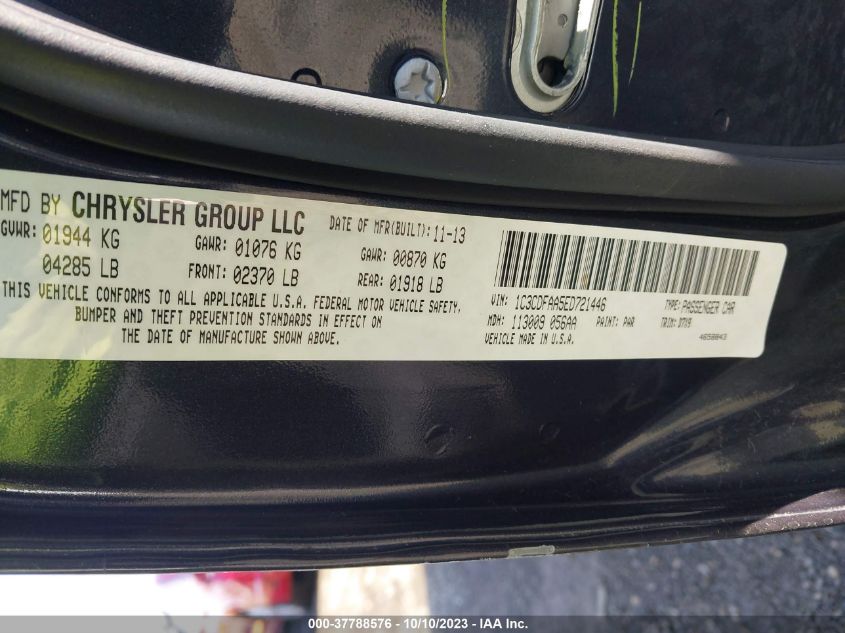 MFD BY CHRYSLER GROUP LLC DATE OF MFR(BUILT): 11-13
GVWR: 01944 KG GAWR: 01076 KG GAWR: 00870 KG
04285 LB FRONT: 02370 LB REAR: 01918 LB
THIS VEHICLE CONFORMS TO ALL APPLICABLE U.S.A. FEDERAL MOTOR VEHICLE SAFETY,
BUMPER AND THEFT PREVENTION STANDARDS IN EFFECT ON
THE DATE OF MANUFACTURE SHOWN ABOVE.
VIN: 1C3CDFAA5ED721446 TYPE: PASSENGER CAR
MDH: 113009 056AA PAINT: PAR TRIM: D7X9
VEHICLE MADE IN U.S.A. 4658043
000-37788576 - 10/10/2023 - IAA Inc.